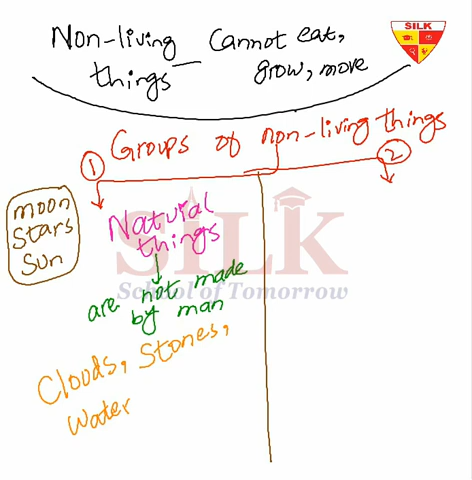 Non-living
things
– Cannot eat,
grow, move
SILK
Groups of non-living things
1
2
moon
Stars
Sun
Natural
things
are not made
by man
Clouds, Stones,
Water
SILK
School of Tomorrow